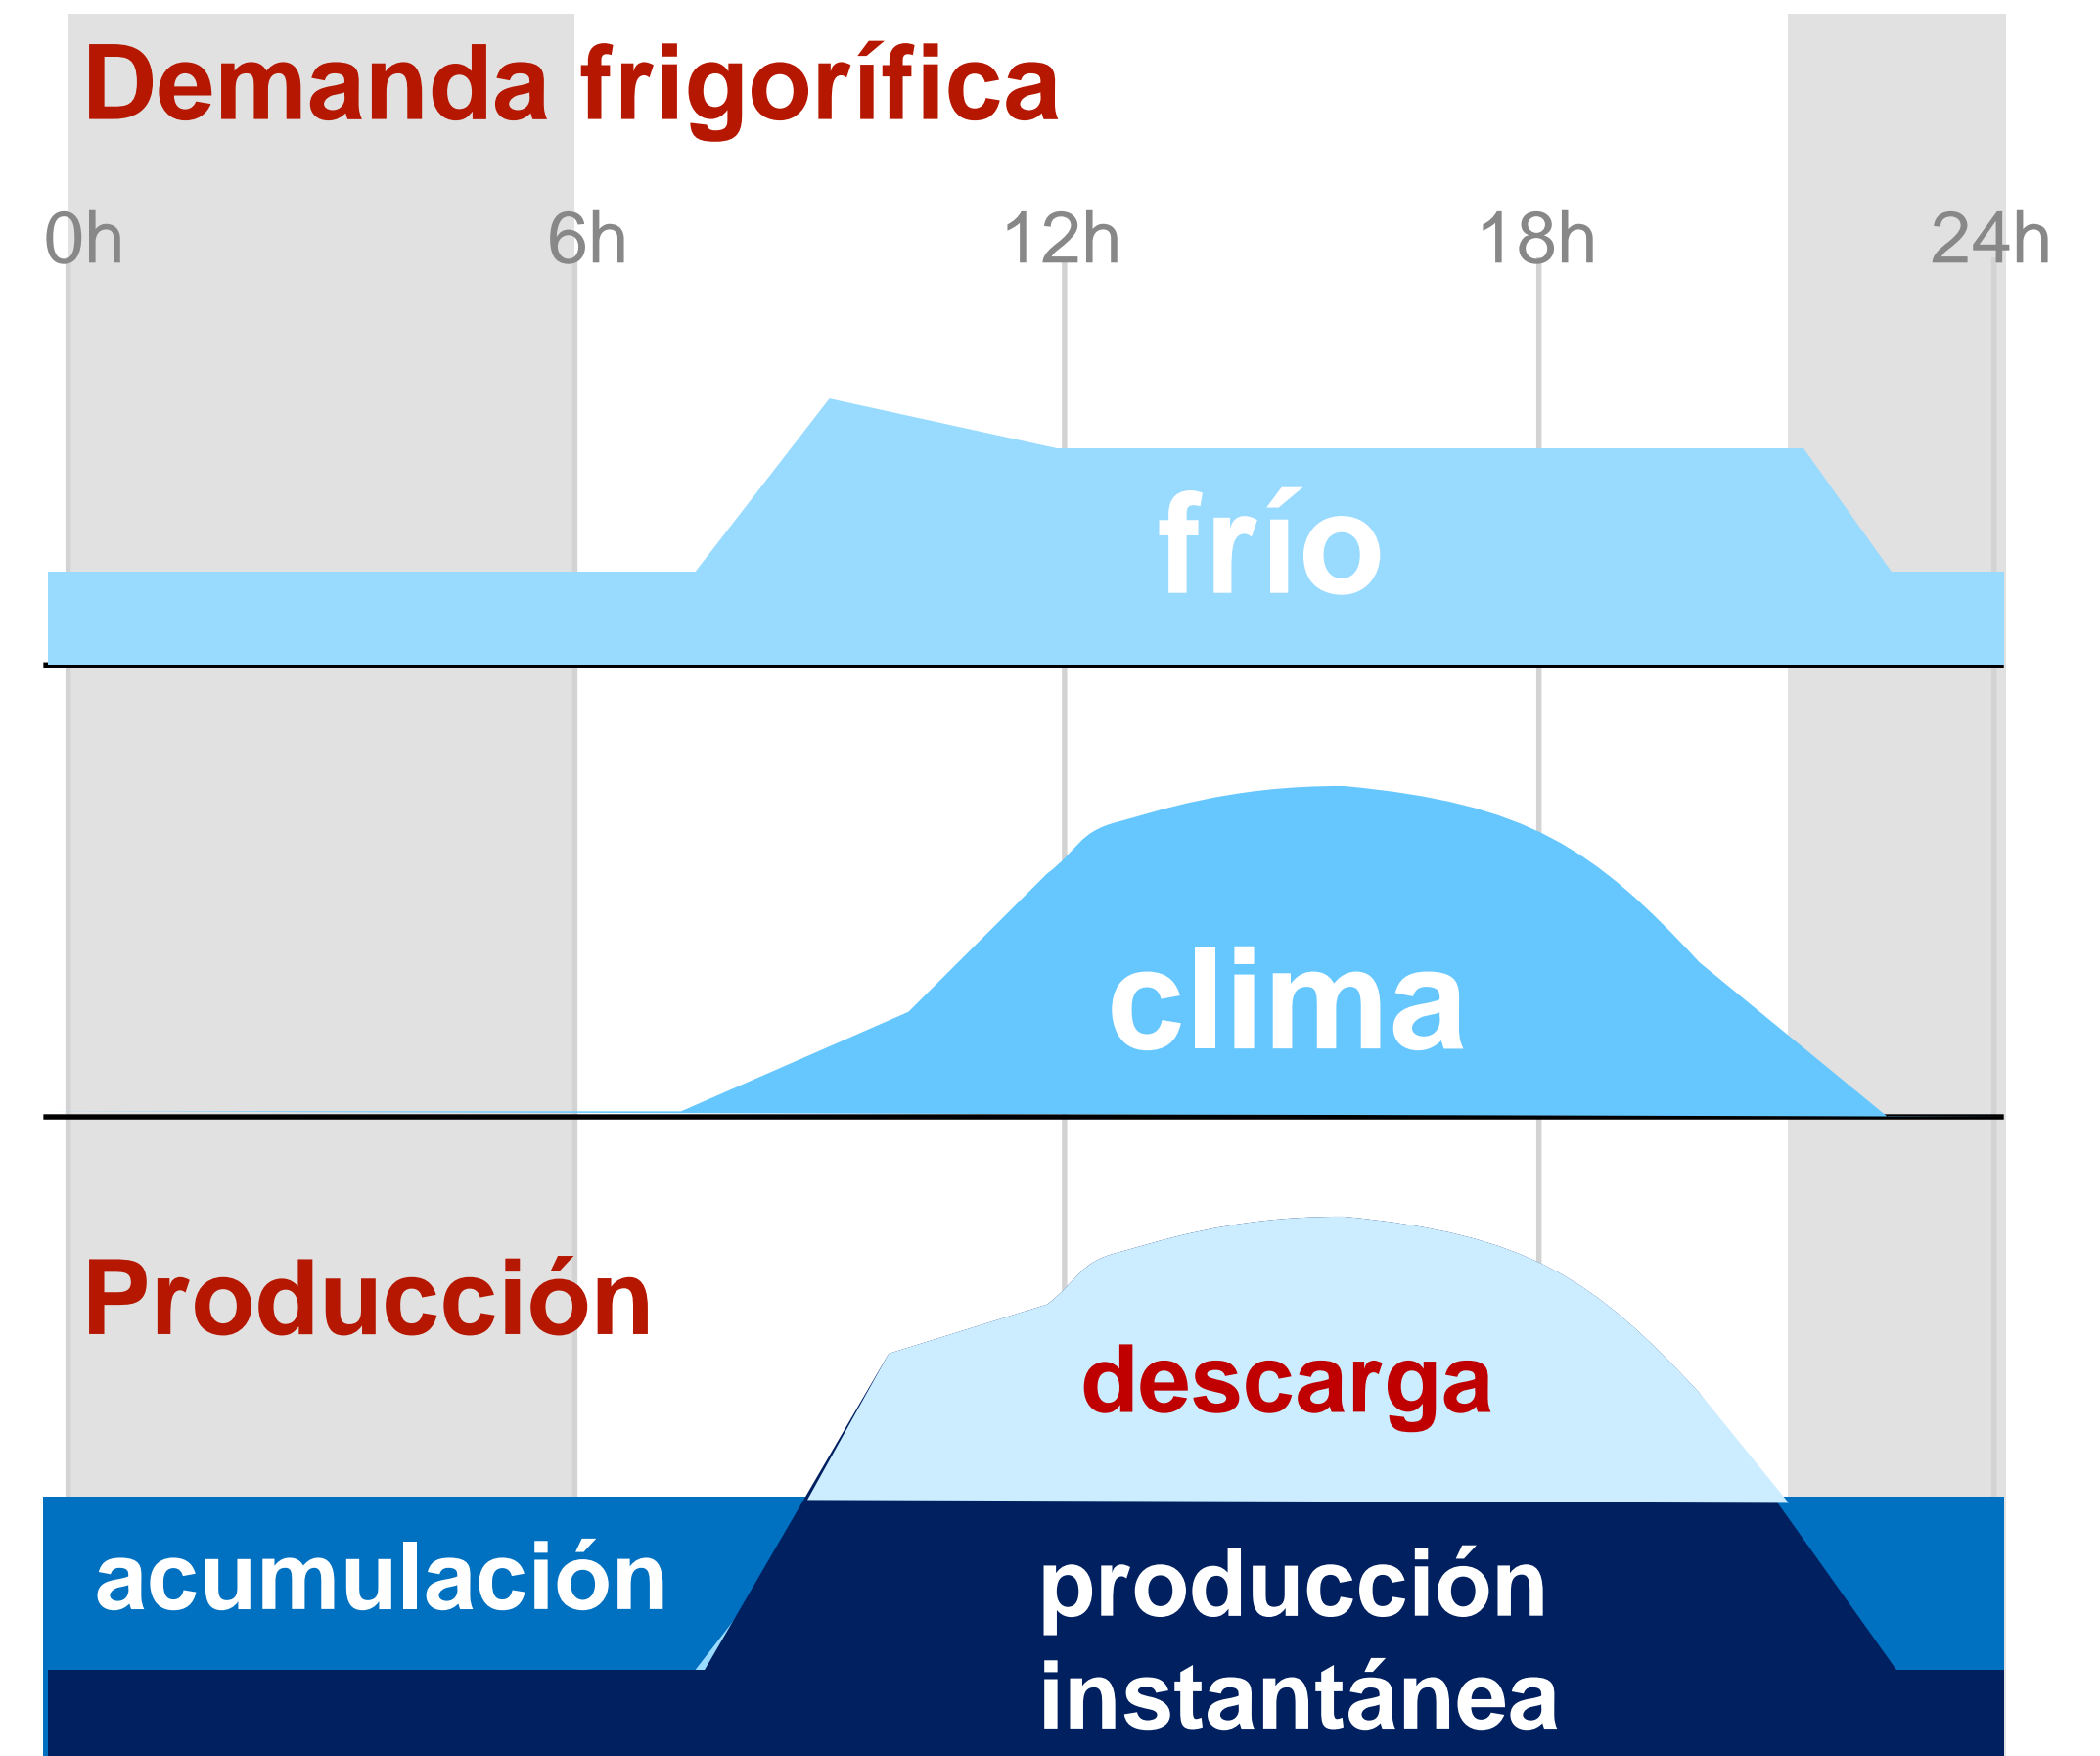 Demanda frigorífica
0h 6h 12h 18h 24h
frío
clima
Producción
descarga
acumulación
producción
instantánea